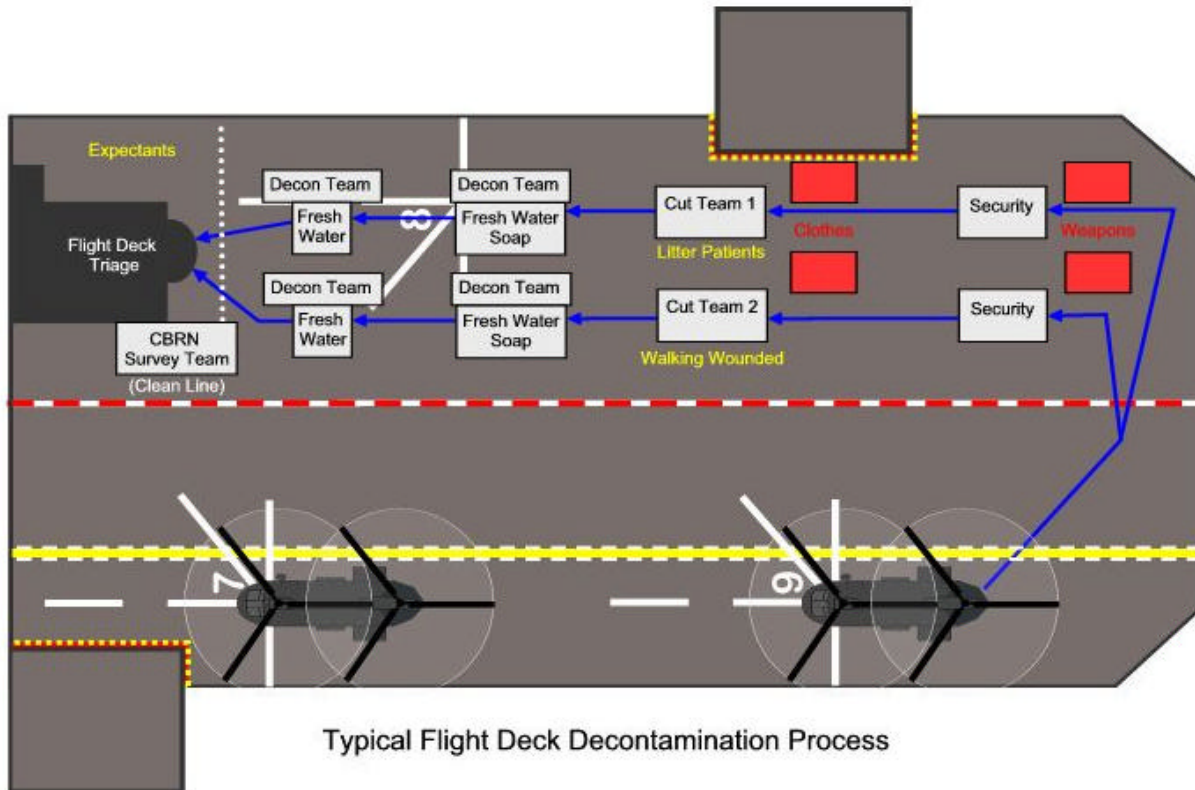 Expectants
Decon Team
Decon Team
Fresh
Water
8
Fresh Water
Soap
Cut Team 1
Clothes
Security
Weapons
Flight Deck
Triage
Litter Patients
Decon Team
Decon Team
Fresh
Water
Fresh Water
Soap
Cut Team 2
Security
CBRN
Survey Team
(Clean Line)
Walking Wounded
7
9
Typical Flight Deck Decontamination Process